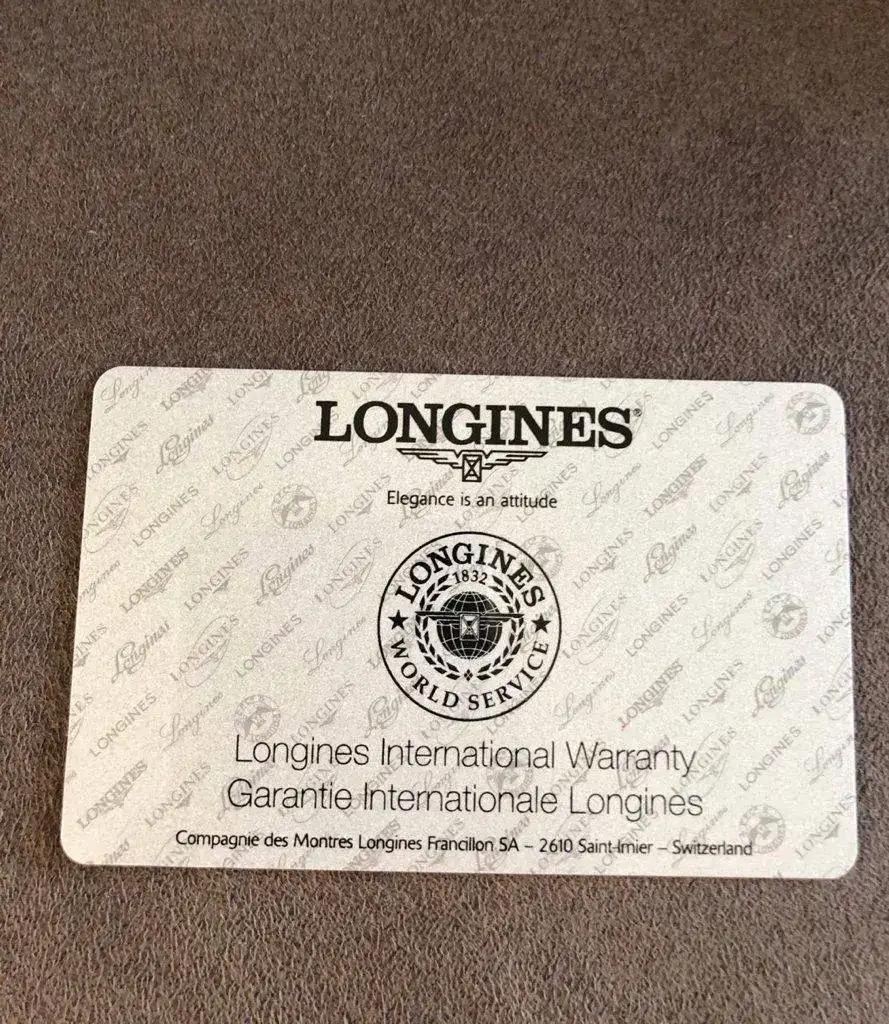 LONGINES®
Elegance is an attitude
LONGINES
1832
WORLD SERVICE
Longines International Warranty
Garantie Internationale Longines
Compagnie des Montres Longines Francillon SA – 2610 Saint-Imier – Switzerland